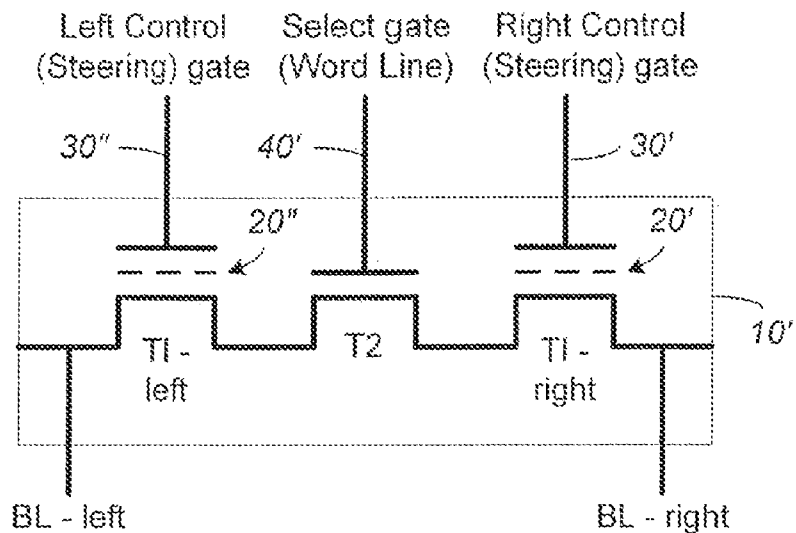 Left Control
(Steering) gate
Select gate
(Word Line)
Right Control
(Steering) gate
30"
40'
30'
20"
20'
10'
TI -
left
T2
TI -
right
BL - left
BL - right